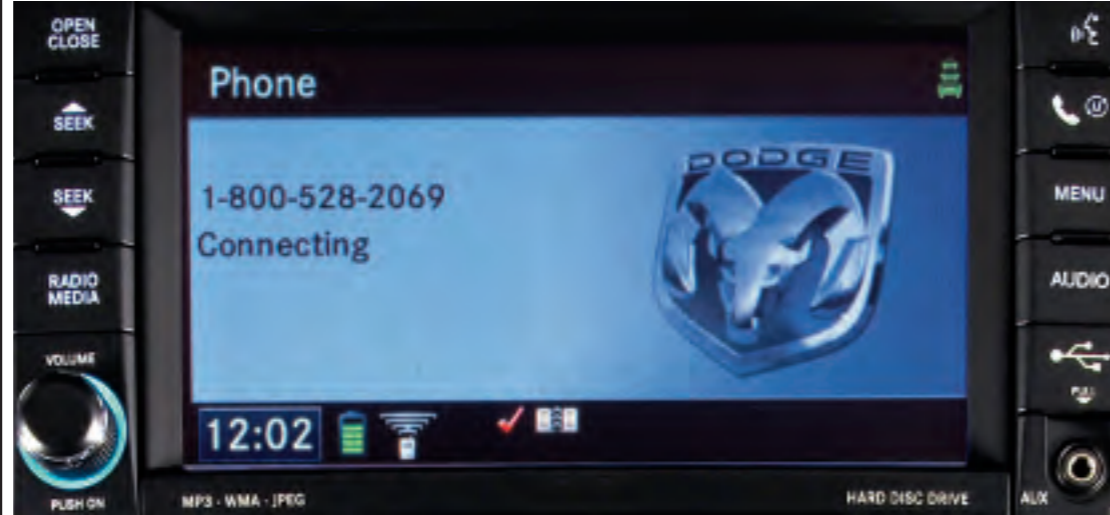 OPEN
CLOSE
SEEK
SEEK
RADIO
MEDIA
VOLUME
PUSH ON
Phone
DODGE
1-800-528-2069
Connecting
12:02
MP3 - WMA - JPEG
HARD DISC DRIVE
MENU
AUDIO
PULL
AUX